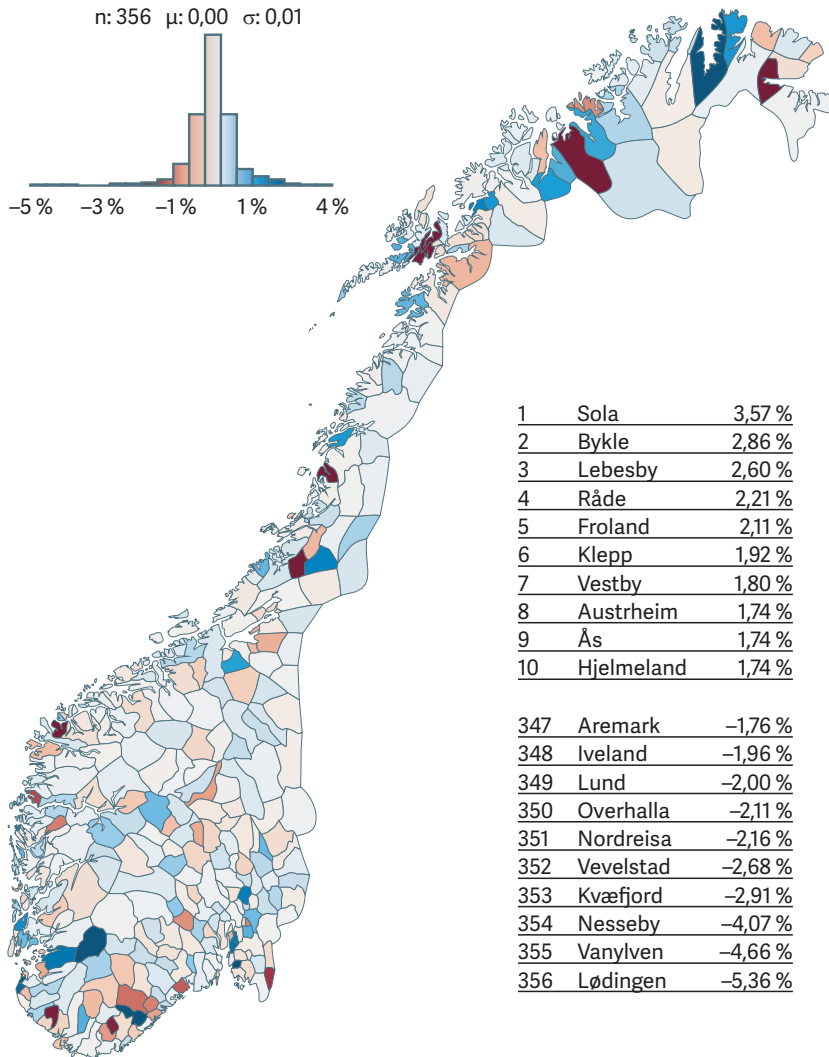 n: 356 μ: 0,00 σ: 0,01
–5 % –3 % –1 % 1% 4 %
1 Sola 3,57 %
2 Bykle 2,86 %
3 Lebesby 2,60 %
4 Råde 2,21 %
5 Froland 2,11 %
6 Klepp 1,92 %
7 Vestby 1,80 %
8 Austrheim 1,74 %
9 Ås 1,74 %
10 Hjelmeland 1,74 %
347 Aremark –1,76 %
348 Iveland –1,96 %
349 Lund –2,00 %
350 Overhalla –2,11 %
351 Nordreisa –2,16 %
352 Vevelstad –2,68 %
353 Kvæfjord –2,91 %
354 Nesseby –4,07 %
355 Vanylven –4,66 %
356 Lødingen –5,36 %